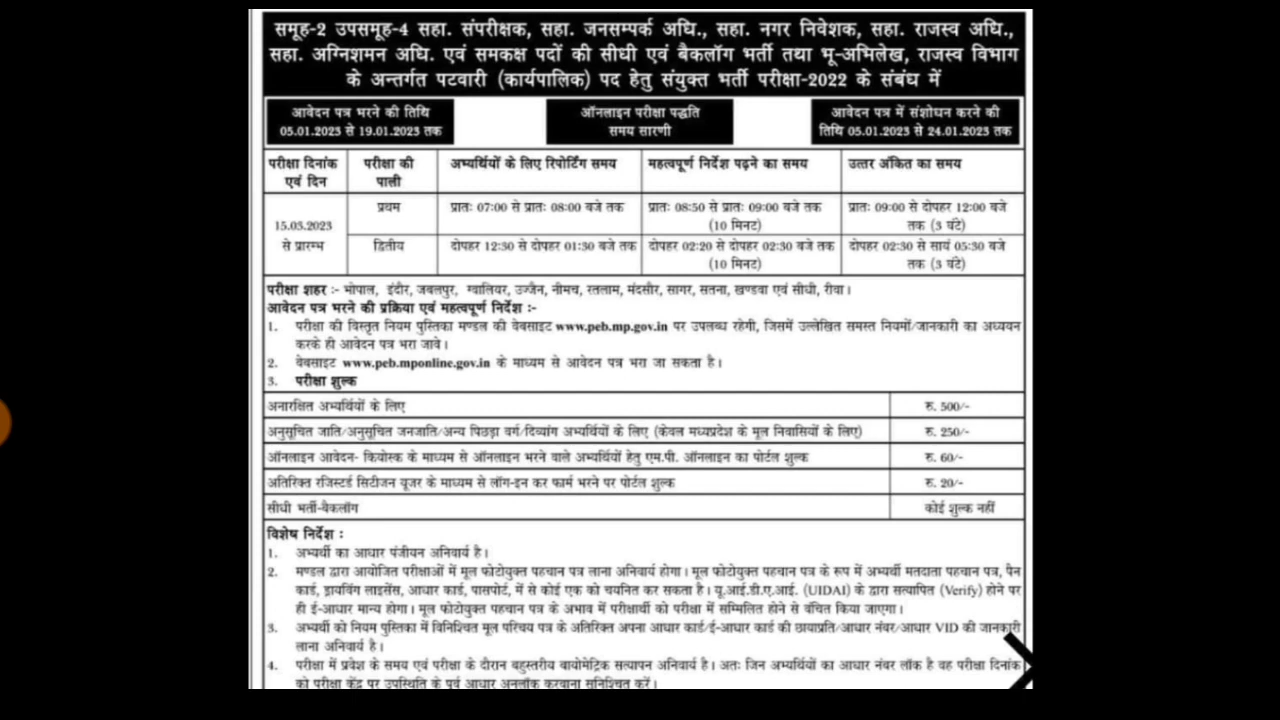 समूह-2 उपसमूह-4 सहा. संपरीक्षक, सहा. जनसम्पर्क अधि., सहा. नगर निवेशक, सहा. राजस्व अधि.,
सहा. अग्निशमन अधि. एवं समकक्ष पदों की सीधी एवं बैकलॉग भर्ती तथा भू-अभिलेख, राजस्व विभाग
के अन्तर्गत पटवारी (कार्यपालिक) पद हेतु संयुक्त भर्ती परीक्षा-2022 के संबंध में
आवेदन पत्र भरने की तिथि
05.01.2023 से 19.01.2023 तक
ऑनलाइन परीक्षा पद्धति
समय सारणी
आवेदन पत्र में संशोधन करने की
तिथि 05.01.2023 से 24.01.2023 तक
परीक्षा दिनांक एवं दिन
परीक्षा की पाली
अभ्यर्थियों के लिए रिपोर्टिंग समय
महत्वपूर्ण निर्देश पढ़ने का समय
उत्तर अंकित का समय
15.03.2023
से प्रारम्भ
प्रथम
प्रातः 07:00 से प्रातः 08:00 बजे तक
प्रातः 08:50 से प्रातः 09:00 बजे तक
(10 मिनट)
प्रातः 09:00 से दोपहर 12:00 बजे
तक (3 घंटे)
द्वितीय
दोपहर 12:30 से दोपहर 01:30 बजे तक
दोपहर 02:20 से दोपहर 02:30 बजे तक
(10 मिनट)
दोपहर 02:30 से सायं 05:30 बजे
तक (3 घंटे)
परीक्षा शहर :- भोपाल, इंदौर, जबलपुर, ग्वालियर, उज्जैन, नीमच, रतलाम, मंदसौर, सागर, सतना, खण्डवा एवं सीधी, रीवा।
आवेदन पत्र भरने की प्रक्रिया एवं महत्वपूर्ण निर्देश :-
1. परीक्षा की विस्तृत नियम पुस्तिका मण्डल की वेबसाइट www.peb.mp.gov.in पर उपलब्ध रहेगी, जिसमें उल्लेखित समस्त नियमों/जानकारी का अध्ययन
करके ही आवेदन पत्र भरा जावे।
2. वेबसाइट www.peb.mponline.gov.in के माध्यम से आवेदन पत्र भरा जा सकता है।
3. परीक्षा शुल्क
अनारक्षित अभ्यर्थियों के लिए रु. 500/-
अनुसूचित जाति/अनुसूचित जनजाति/अन्य पिछड़ा वर्ग/दिव्यांग अभ्यर्थियों के लिए (केवल मध्यप्रदेश के मूल निवासियों के लिए) रु. 250/-
ऑनलाइन आवेदन- कियोस्क के माध्यम से ऑनलाइन भरने वाले अभ्यर्थियों हेतु एम.पी. ऑनलाइन का पोर्टल शुल्क रु. 60/-
अतिरिक्त रजिस्टर्ड सिटीजन यूजर के माध्यम से लॉग-इन कर फार्म भरने पर पोर्टल शुल्क रु. 20/-
सीधी भर्ती-बैकलॉग कोई शुल्क नहीं
विशेष निर्देश :
1. अभ्यर्थी का आधार पंजीयन अनिवार्य है।
2. मण्डल द्वारा आयोजित परीक्षाओं में मूल फोटोयुक्त पहचान पत्र लाना अनिवार्य होगा। मूल फोटोयुक्त पहचान पत्र के रूप में अभ्यर्थी मतदाता पहचान पत्र, पैन
कार्ड, ड्रायविंग लाइसेंस, आधार कार्ड, पासपोर्ट, में से कोई एक को चयनित कर सकता है। यू.आई.डी.ए.आई. (UIDAI) के द्वारा सत्यापित (Verify) होने पर
ही ई-आधार मान्य होगा। मूल फोटोयुक्त पहचान पत्र के अभाव में परीक्षार्थी को परीक्षा में सम्मिलित होने से वंचित किया जाएगा।
3. अभ्यर्थी को नियम पुस्तिका में विनिश्चित मूल परिचय पत्र के अतिरिक्त अपना आधार कार्ड/ई-आधार कार्ड की छायाप्रति/आधार नंबर/आधार VID की जानकारी
लाना अनिवार्य है।
4. परीक्षा में प्रवेश के समय एवं परीक्षा के दौरान बहुस्तरीय बायोमेट्रिक सत्यापन अनिवार्य है। अतः जिन अभ्यर्थियों का आधार नंबर लॉक है वह परीक्षा दिनांक
को परीक्षा केंद्र पर उपस्थिति के पूर्व आधार अनलॉक करवाना सुनिश्चित करें।